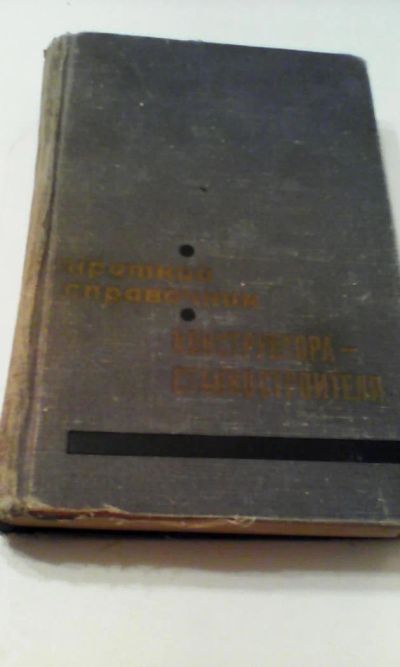 краткий
справочник
КОНСТРУКТОРА –
СТАНКОСТРОИТЕЛЯ